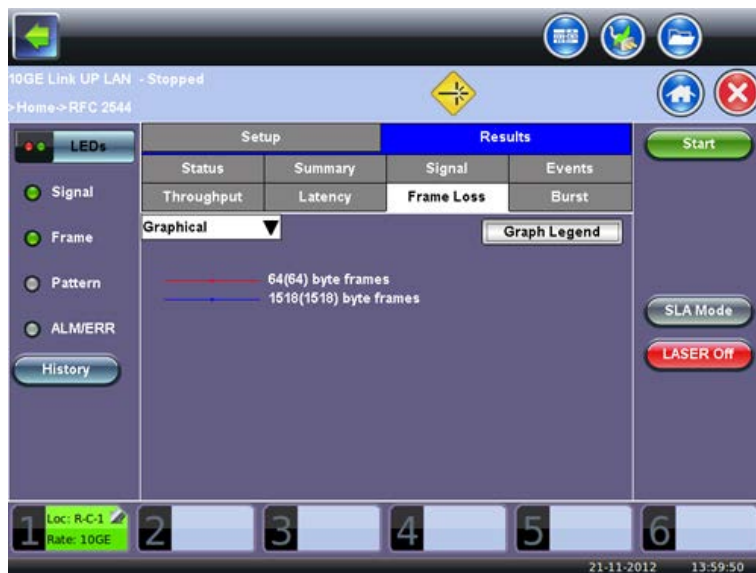 10GE Link UP LAN - Stopped
>Home->RFC 2544
LEDs
Setup
Results
Start
Status
Summary
Signal
Events
Throughput
Latency
Frame Loss
Burst
Signal
Graphical
Graph Legend
Frame
64(64) byte frames
Pattern
1518(1518) byte frames
SLA Mode
ALM/ERR
LASER Off
History
1
Loc: R-C-1
Rate: 10GE
2
3
4
5
6
21-11-2012 13:59:50